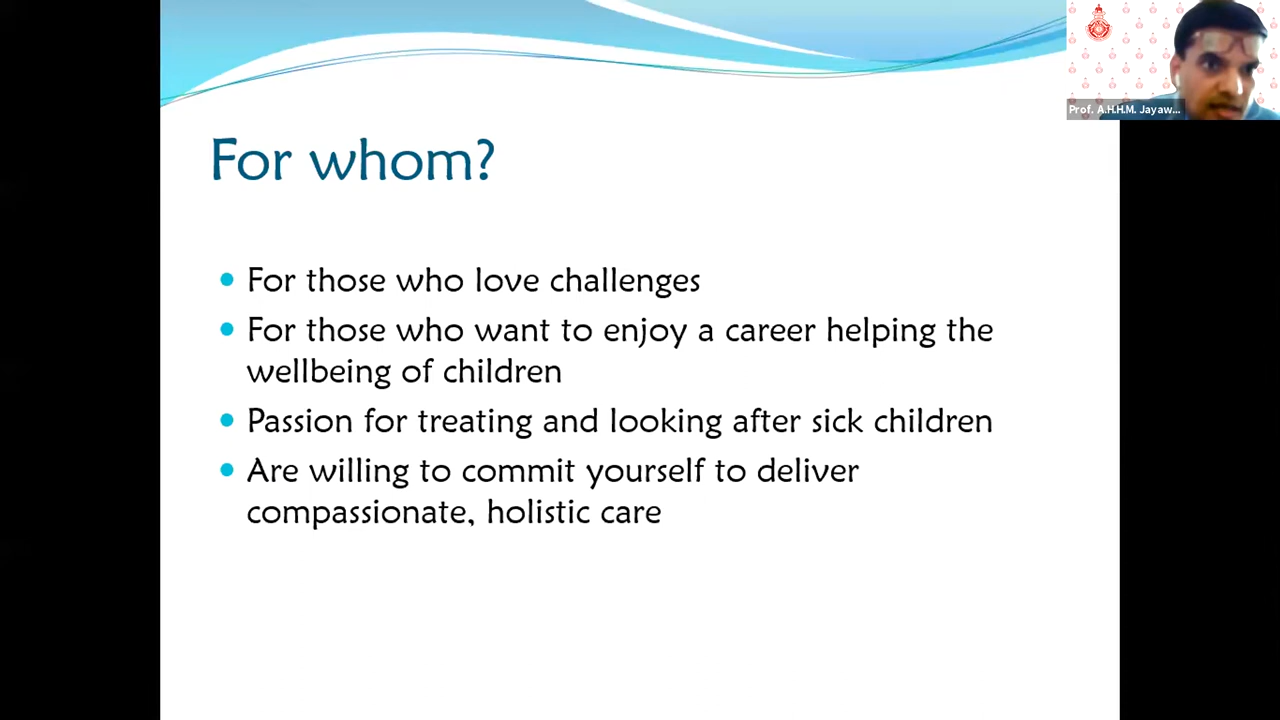 Prof. A.H.H.M. Jayaw...
For whom?
• For those who love challenges
• For those who want to enjoy a career helping the
wellbeing of children
• Passion for treating and looking after sick children
• Are willing to commit yourself to deliver
compassionate, holistic care